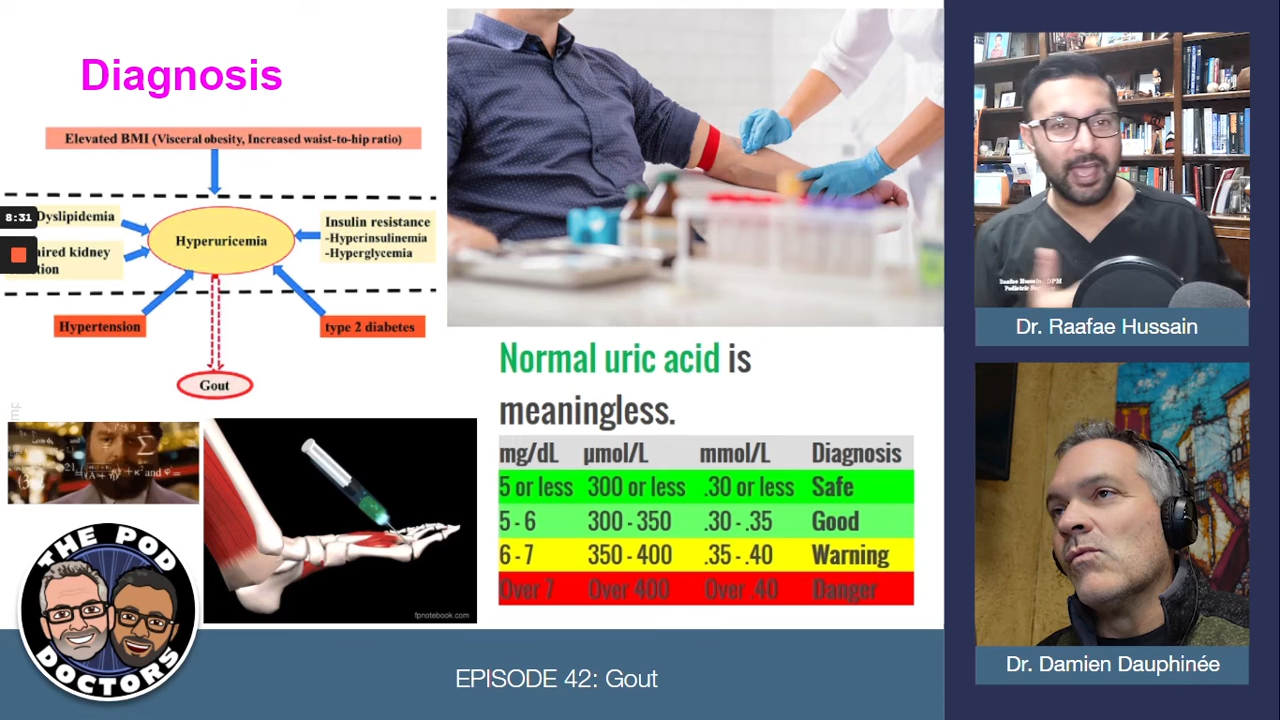 Diagnosis
Elevated BMI (Visceral obesity, Increased waist-to-hip ratio)
8:31
Dyslipidemia
Hyperuricemia
Insulin resistance
-Hyperinsulinemia
-Hyperglycemia
aired kidney
tion
Hypertension
type 2 diabetes
Gout
Normal uric acid is
meaningless.
mg/dL µmol/L mmol/L Diagnosis
5 or less 300 or less .30 or less Safe
5 - 6 300 - 350 .30 - .35 Good
6 - 7 350 - 400 .35 - .40 Warning
Over 7 Over 400 Over .40 Danger
fpnotebook.com
THE POD
DOCTORS
EPISODE 42: Gout
Dr. Raafae Hussain
Dr. Damien Dauphinée